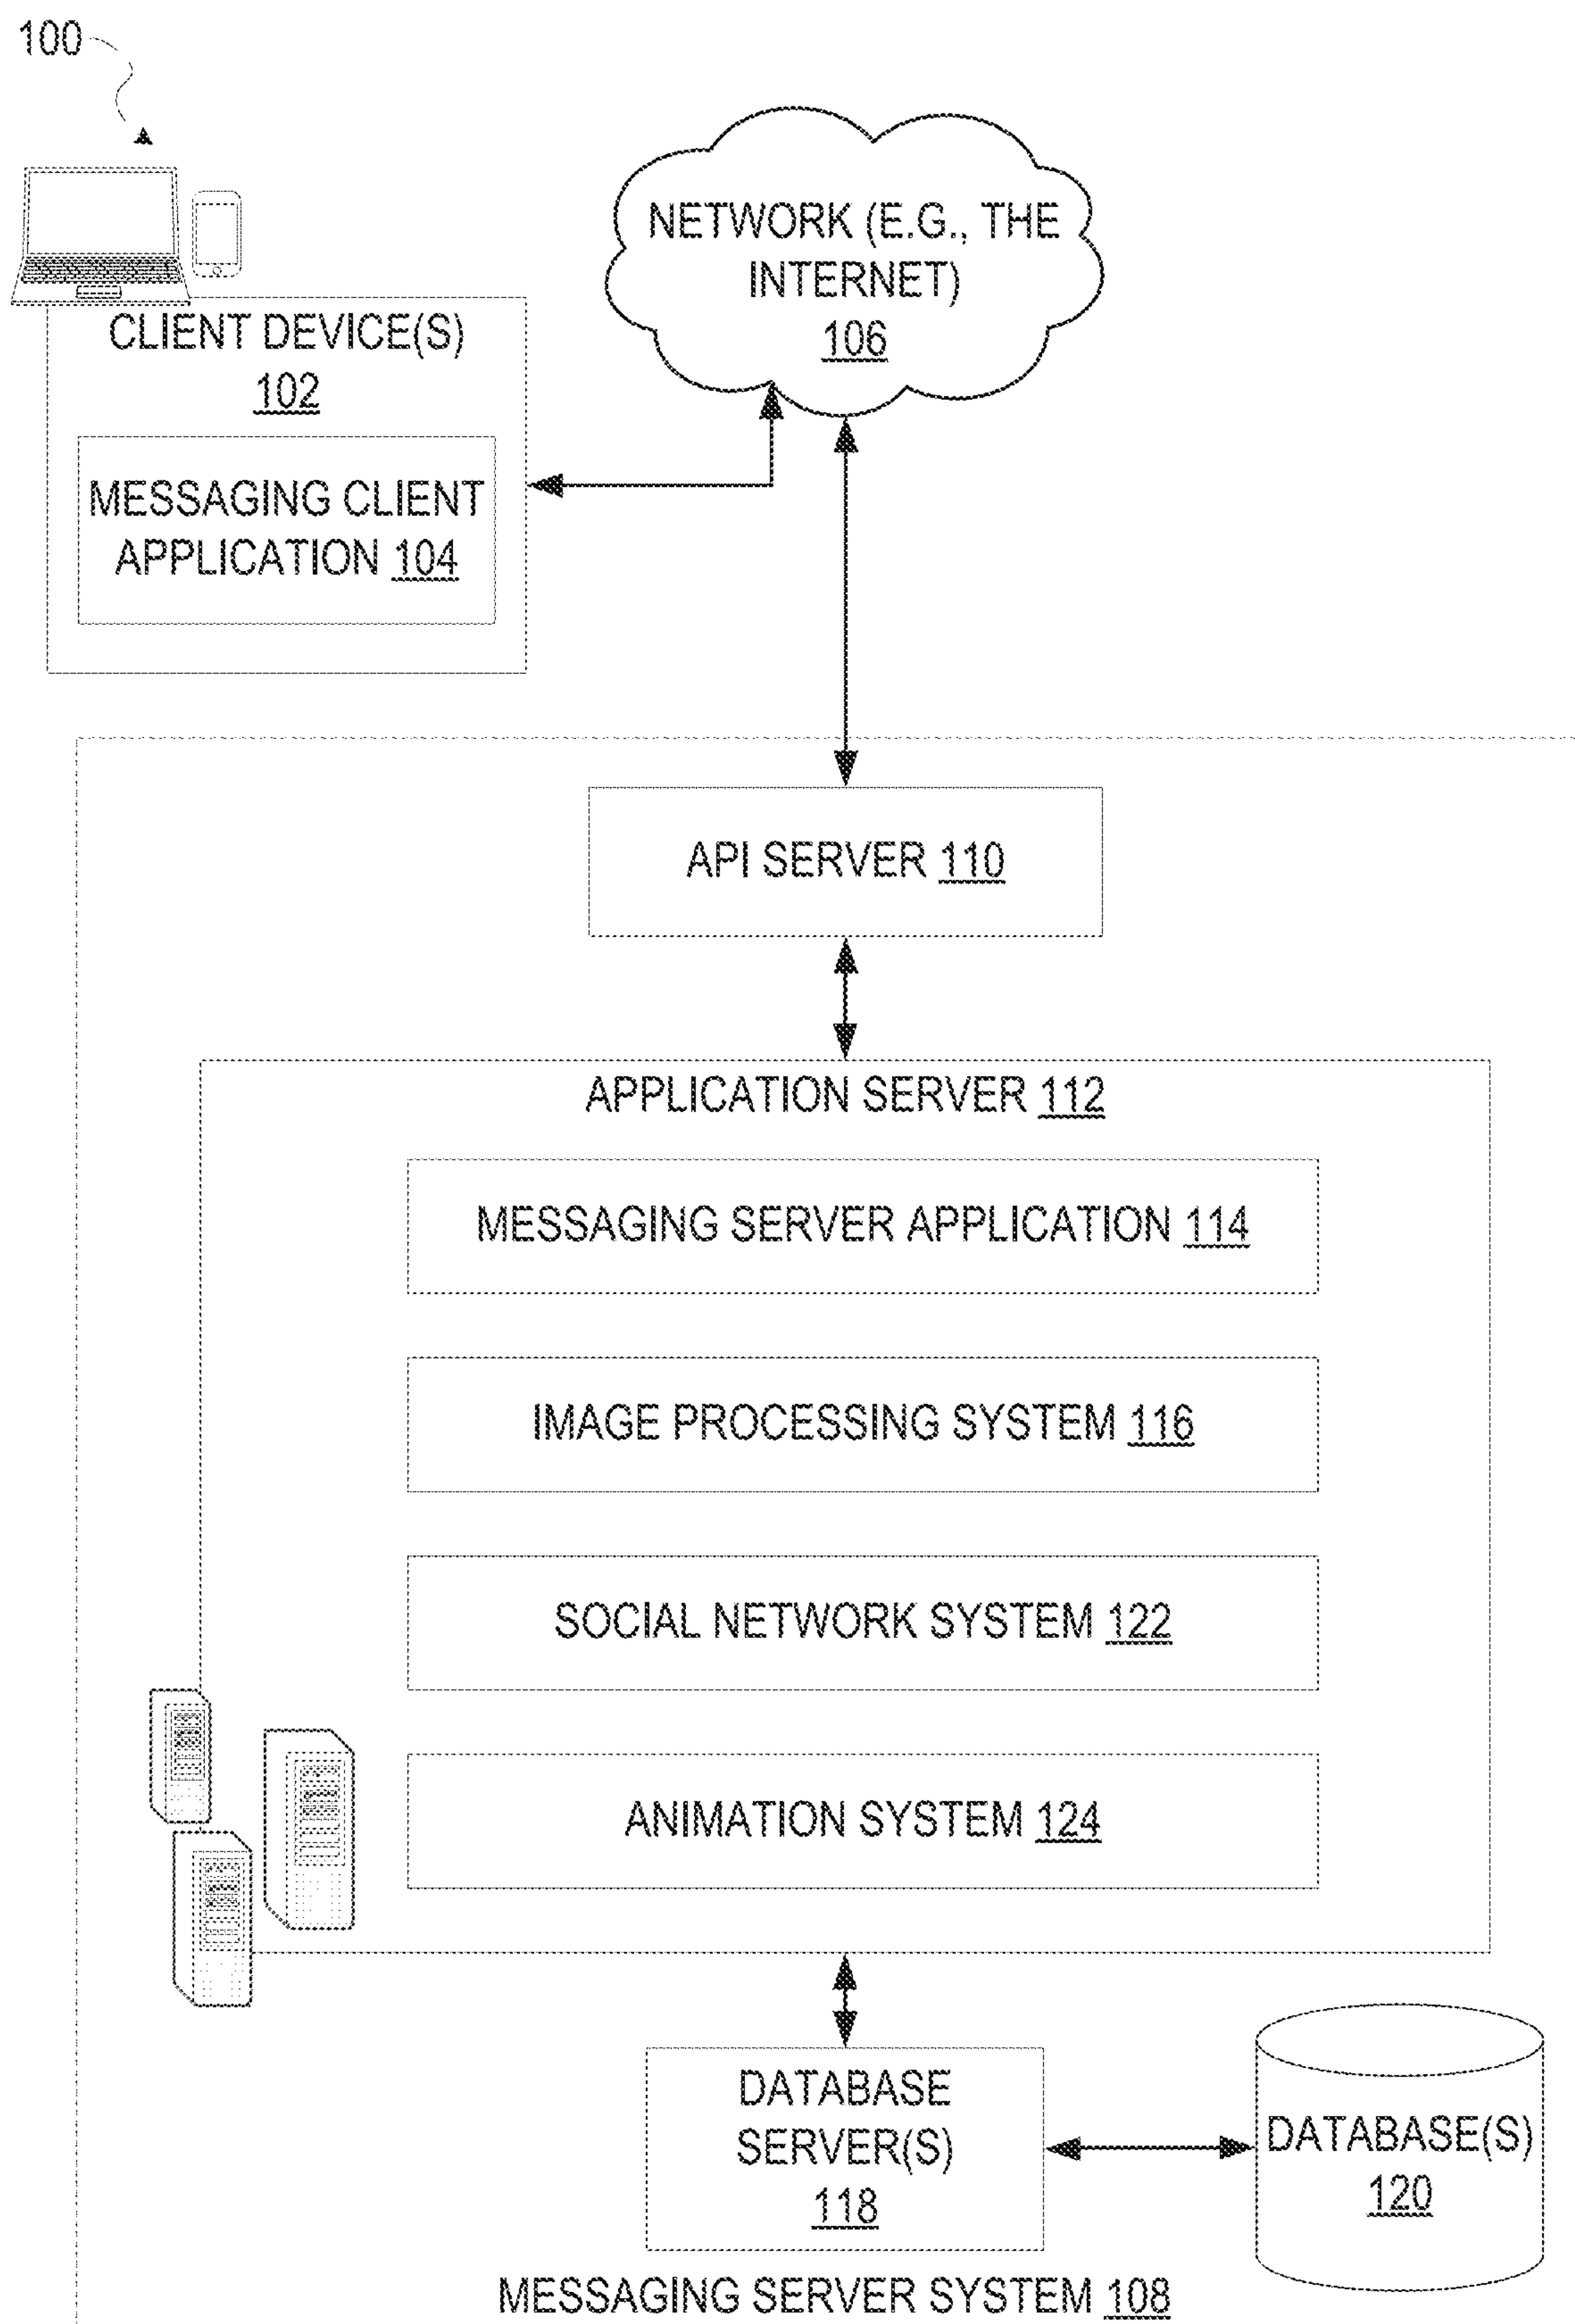 100
NETWORK (E.G., THE
INTERNET)
106
CLIENT DEVICE(S)
102
MESSAGING CLIENT
APPLICATION 104
API SERVER 110
APPLICATION SERVER 112
MESSAGING SERVER APPLICATION 114
IMAGE PROCESSING SYSTEM 116
SOCIAL NETWORK SYSTEM 122
ANIMATION SYSTEM 124
DATABASE
SERVER(S)
118
DATABASE(S)
120
MESSAGING SERVER SYSTEM 108